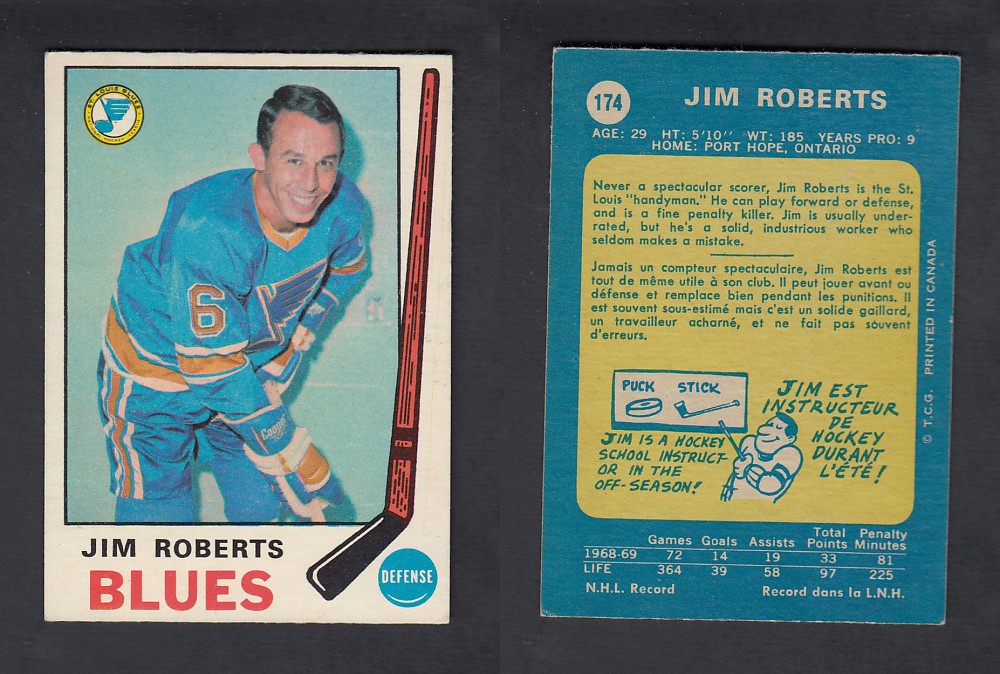 ST. LOUIS BLUES
6
Cooper
JIM ROBERTS
BLUES
DEFENSE
174
JIM ROBERTS
AGE: 29 HT: 5'10'' WT: 185 YEARS PRO: 9
HOME: PORT HOPE, ONTARIO
Never a spectacular scorer, Jim Roberts is the St.
Louis "handyman." He can play forward or defense,
and is a fine penalty killer. Jim is usually under-
rated, but he's a solid, industrious worker who
seldom makes a mistake.
Jamais un compteur spectaculaire, Jim Roberts est
tout de même utile à son club. Il peut jouer avant ou
défense et remplace bien pendant les punitions. Il
est souvent sous-estimé mais c'est un solide gaillard,
un travailleur acharné, et ne fait pas souvent
d'erreurs.
PUCK STICK
JIM IS A HOCKEY
SCHOOL INSTRUCT-
OR IN THE
OFF-SEASON!
JIM EST
INSTRUCTEUR
DE
HOCKEY
DURANT
L'ÉTÉ!
© T.C.G. PRINTED IN CANADA
Games Goals Assists Total Points Penalty Minutes
1968-69 72 14 19 33 81
LIFE 364 39 58 97 225
N.H.L. Record Record dans la L.N.H.